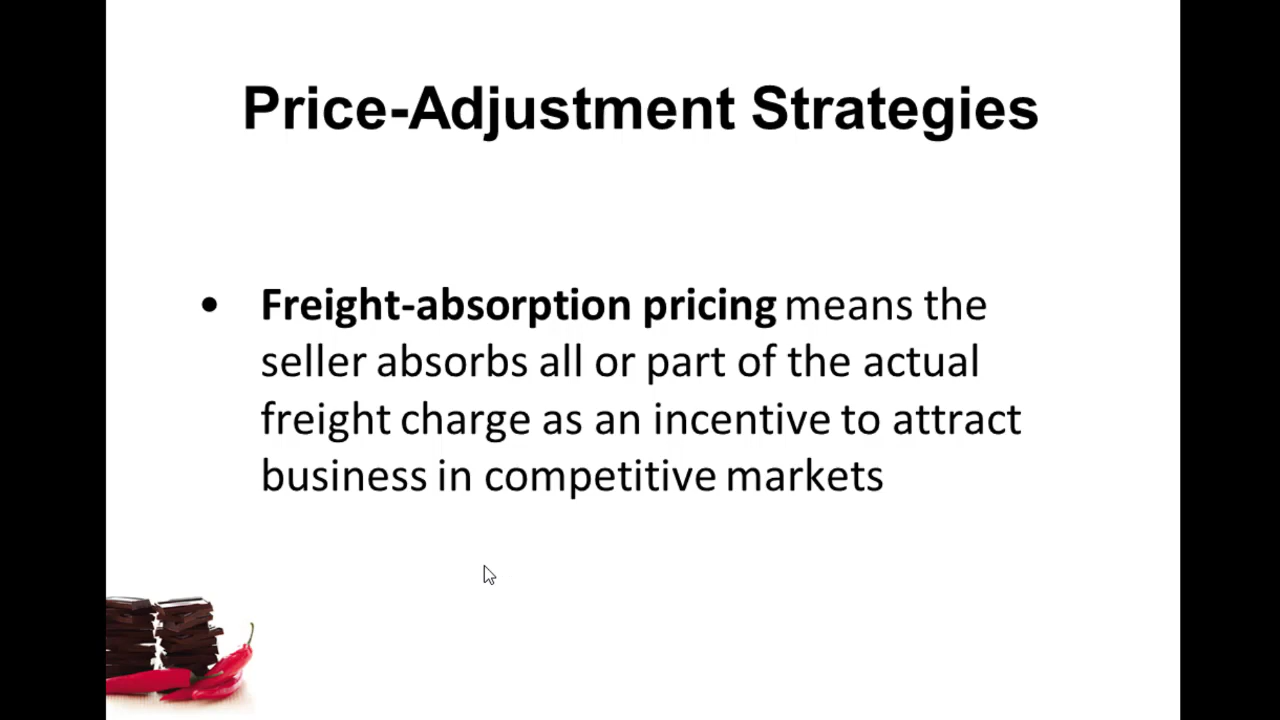 Price-Adjustment Strategies
• Freight-absorption pricing means the
seller absorbs all or part of the actual
freight charge as an incentive to attract
business in competitive markets